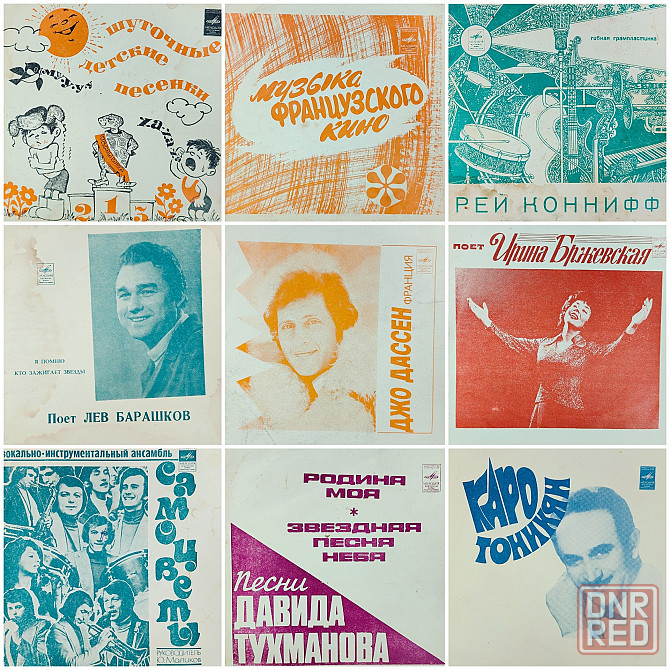 ШУТОЧНЫЕ
ДЕТСКИЕ
ПЕСЕНКИ
му-у-у
ха-ха
2 1 3
МУЗЫКА
ФРАНЦУЗСКОГО
КИНО
гибкая грампластинка
РЕЙ КОННИФФ
Я ПОМНЮ
КТО ЗАЖИГАЕТ ЗВЕЗДЫ
Поет ЛЕВ БАРАШКОВ
ДЖО ДАССЕН
ФРАНЦИЯ
ПОЕТ Ирина Бржевская
вокально-инструментальный ансамбль
САМОЦВЕТЫ
РУКОВОДИТЕЛЬ
Ю. Маликов
РОДИНА
МОЯ
*
ЗВЕЗДНАЯ
ПЕСНЯ
НЕБА
Песни
ДАВИДА
ТУХМАНОВА
КАРО
ТОНИКЯН
DNR
RED